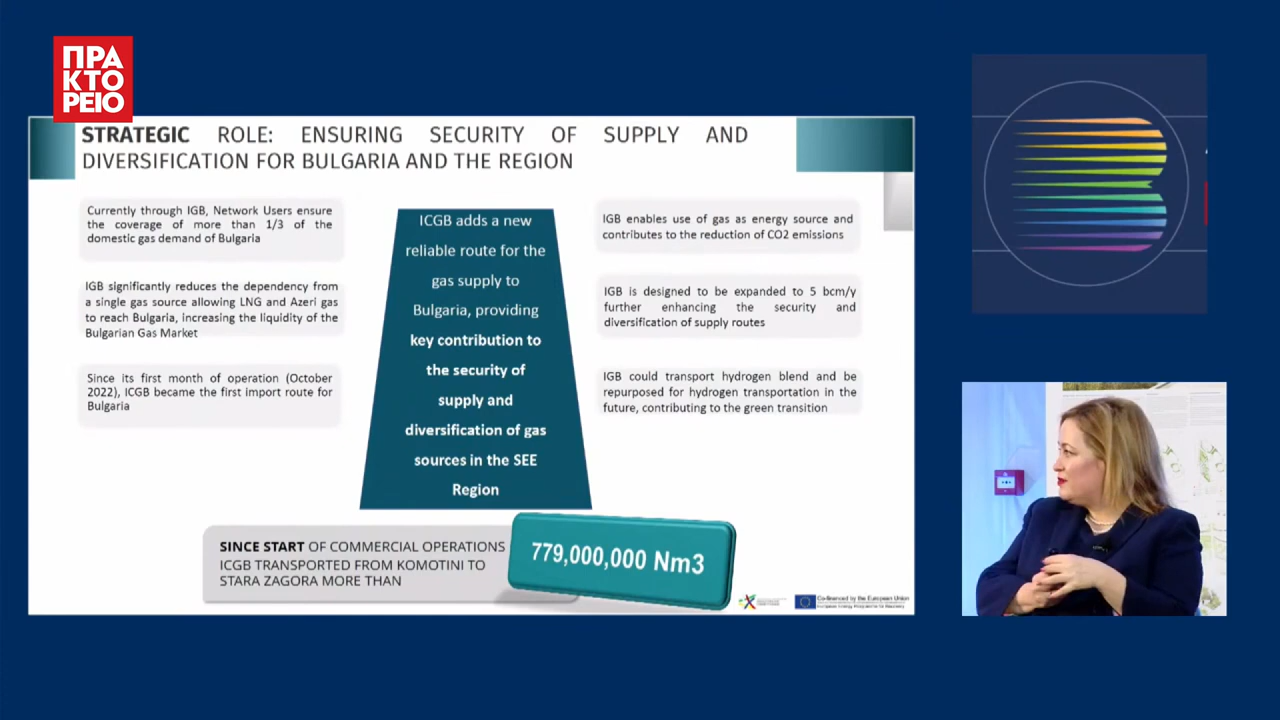 ΠΡΑ
ΚΤΟ
ΡΕΙΟ
STRATEGIC ROLE: ENSURING SECURITY OF SUPPLY AND
DIVERSIFICATION FOR BULGARIA AND THE REGION
Currently through IGB, Network Users ensure
the coverage of more than 1/3 of the
domestic gas demand of Bulgaria
IGB significantly reduces the dependency from
a single gas source allowing LNG and Azeri gas
to reach Bulgaria, increasing the liquidity of the
Bulgarian Gas Market
Since its first month of operation (October
2022), ICGB became the first import route for
Bulgaria
ICGB adds a new
reliable route for the
gas supply to
Bulgaria, providing
key contribution to
the security of
supply and
diversification of gas
sources in the SEE
Region
IGB enables use of gas as energy source and
contributes to the reduction of CO2 emissions
IGB is designed to be expanded to 5 bcm/y
further enhancing the security and
diversification of supply routes
IGB could transport hydrogen blend and be
repurposed for hydrogen transportation in the
future, contributing to the green transition
SINCE START OF COMMERCIAL OPERATIONS
ICGB TRANSPORTED FROM KOMOTINI TO
STARA ZAGORA MORE THAN
779,000,000 Nm3
Co-financed by the European Union
European Energy Programme for Recovery